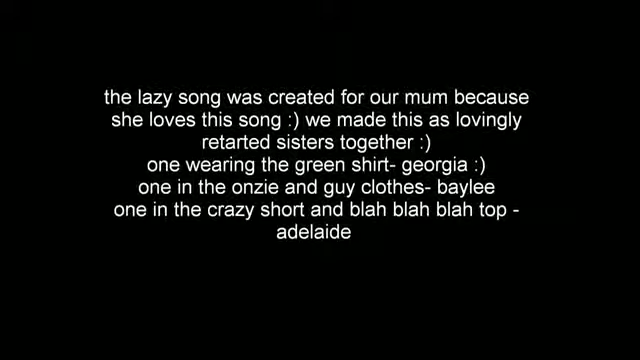 the lazy song was created for our mum because
she loves this song :) we made this as lovingly
retarted sisters together :)
one wearing the green shirt- georgia :)
one in the onzie and guy clothes- baylee
one in the crazy short and blah blah blah top -
adelaide